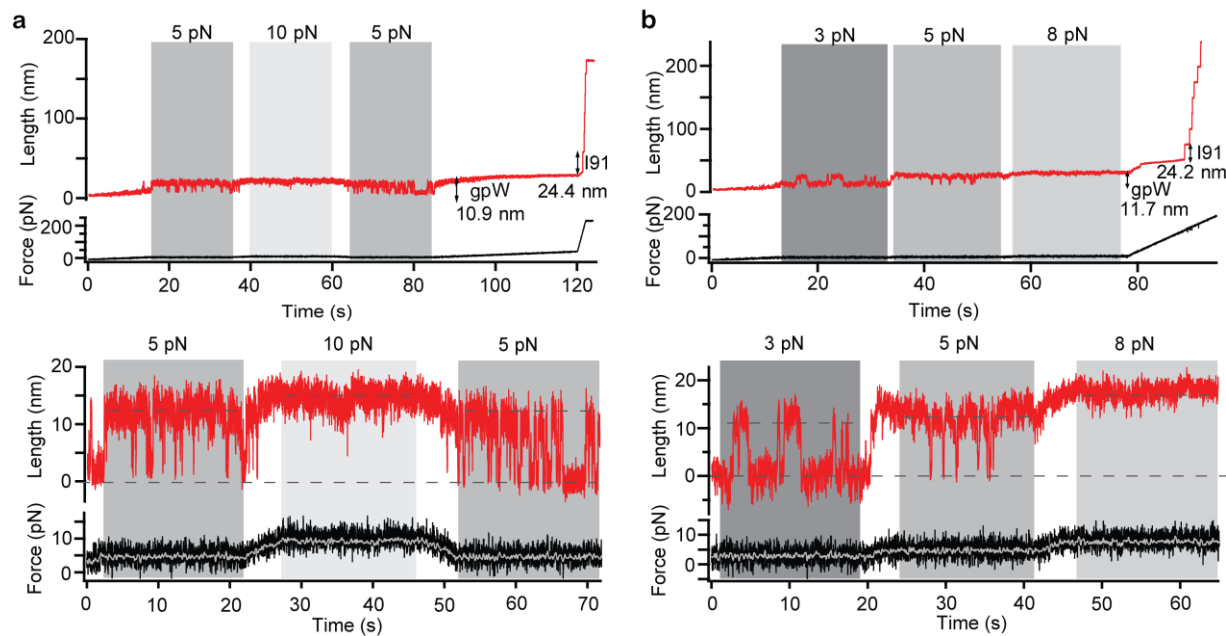 a
5 pN 10 pN 5 pN
200
100
0
Length (nm)
I91
24.4 nm
gpW
10.9 nm
200
0
Force (pN)
0 20 40 60 80 100 120
Time (s)
5 pN 10 pN 5 pN
20
10
0
Length (nm)
10
0
Force (pN)
0 10 20 30 40 50 60 70
Time (s)
b
3 pN 5 pN 8 pN
200
100
0
Length (nm)
I91
24.2 nm
gpW
11.7 nm
200
0
Force (pN)
0 20 40 60 80
Time (s)
3 pN 5 pN 8 pN
20
10
0
Length (nm)
10
0
Force (pN)
0 10 20 30 40 50 60
Time (s)